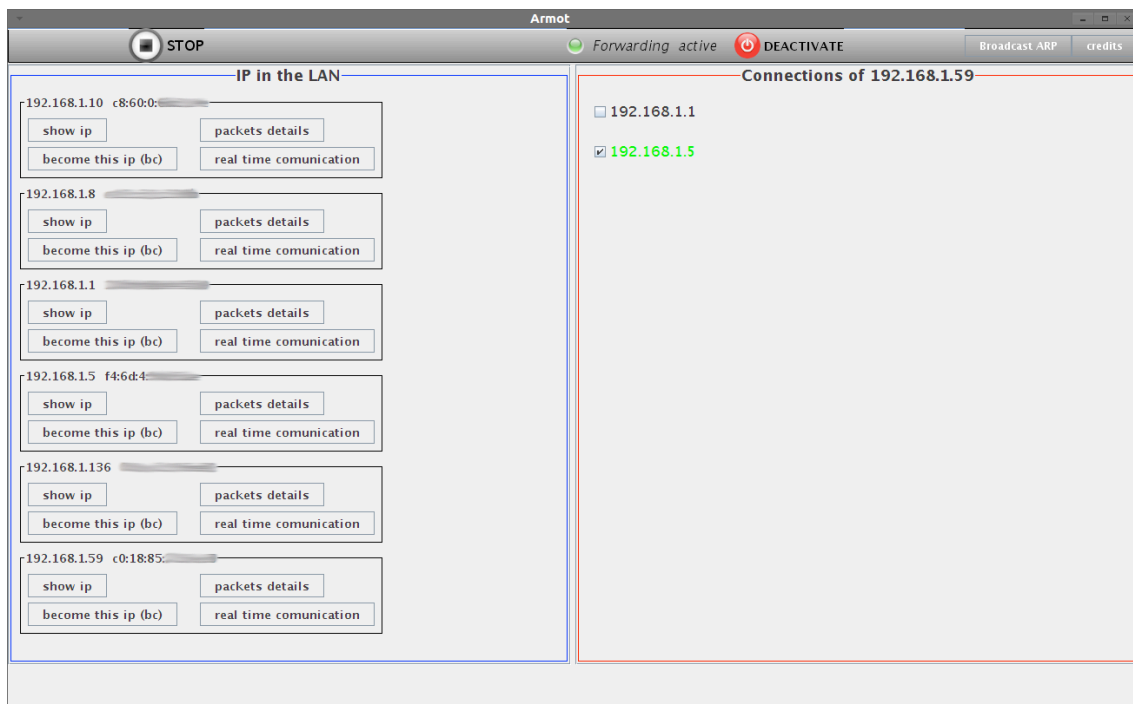 Armot
STOP
Forwarding active
DEACTIVATE
Broadcast ARP
credits
IP in the LAN
192.168.1.10 c8:60:0:
show ip
packets details
become this ip (bc)
real time comunication
192.168.1.8
show ip
packets details
become this ip (bc)
real time comunication
192.168.1.1
show ip
packets details
become this ip (bc)
real time comunication
192.168.1.5 f4:6d:4:
show ip
packets details
become this ip (bc)
real time comunication
192.168.1.136
show ip
packets details
become this ip (bc)
real time comunication
192.168.1.59 c0:18:85:
show ip
packets details
become this ip (bc)
real time comunication
Connections of 192.168.1.59
192.168.1.1
192.168.1.5